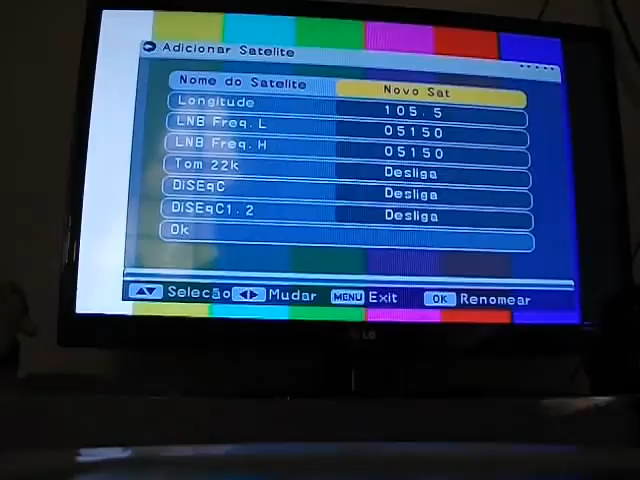 Adicionar Satelite
Nome do Satelite Novo Sat
Longitude 105.5
LNB Freq.L 05150
LNB Freq.H 05150
Tom 22k Desliga
DiSEqC Desliga
DiSEqC1.2 Desliga
Ok
Selecão Mudar MENU Exit OK Renomear
LG